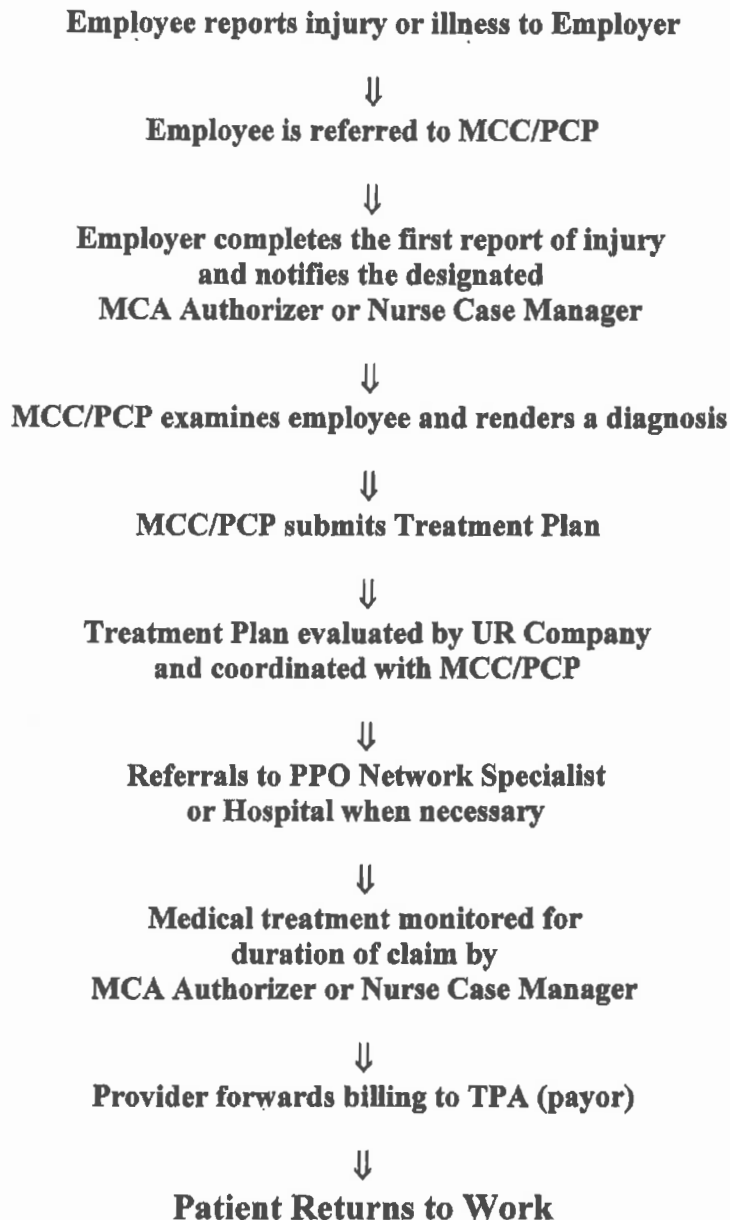 Employee reports injury or illness to Employer
⇓
Employee is referred to MCC/PCP
⇓
Employer completes the first report of injury
and notifies the designated
MCA Authorizer or Nurse Case Manager
⇓
MCC/PCP examines employee and renders a diagnosis
⇓
MCC/PCP submits Treatment Plan
⇓
Treatment Plan evaluated by UR Company
and coordinated with MCC/PCP
⇓
Referrals to PPO Network Specialist
or Hospital when necessary
⇓
Medical treatment monitored for
duration of claim by
MCA Authorizer or Nurse Case Manager
⇓
Provider forwards billing to TPA (payor)
⇓
Patient Returns to Work